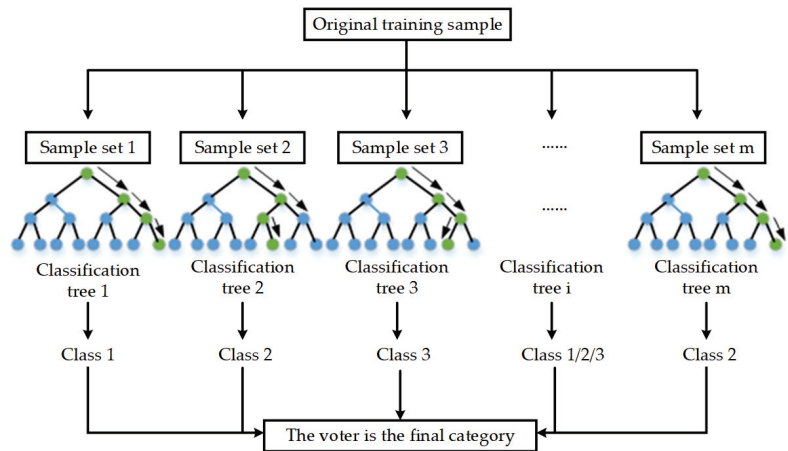 Original training sample
Sample set 1
Sample set 2
Sample set 3
......
Sample set m
......
Classification
tree 1
Classification
tree 2
Classification
tree 3
Classification
tree i
Classification
tree m
Class 1
Class 2
Class 3
Class 1/2/3
Class 2
The voter is the final category